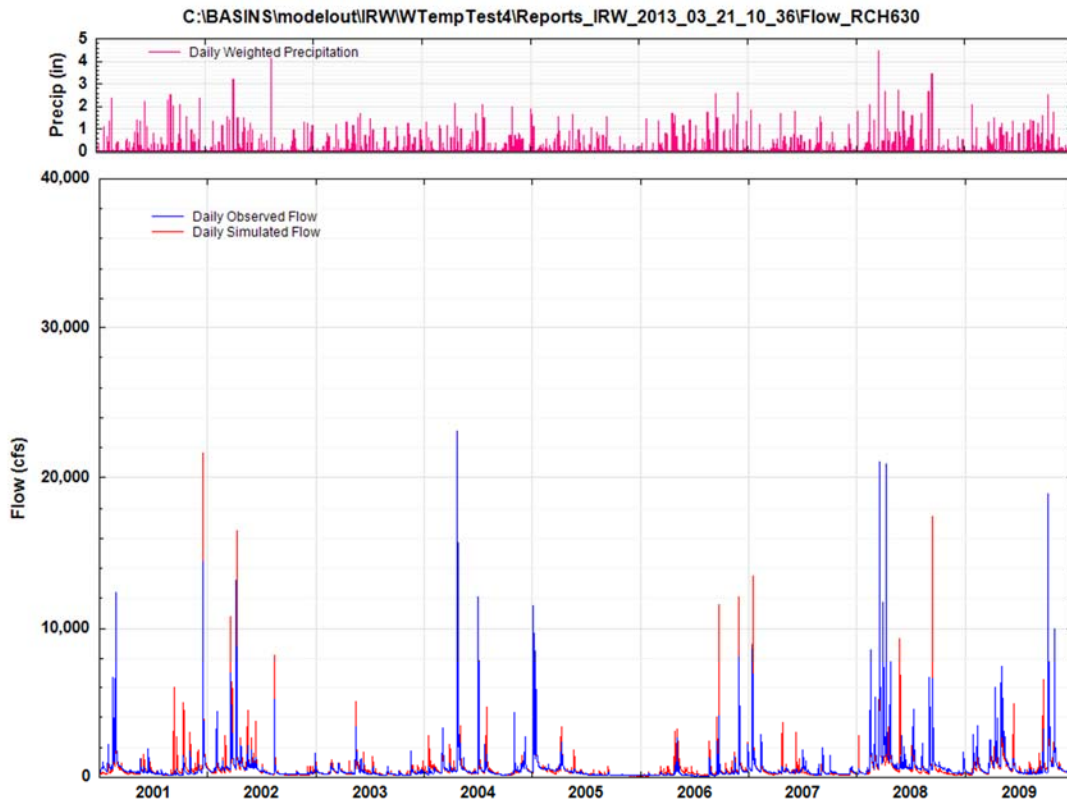 C:\BASINS\modelout\IRW\WTempTest4\Reports_IRW_2013_03_21_10_36\Flow_RCH630
Precip (in)
5
4
3
2
1
0
Daily Weighted Precipitation
Flow (cfs)
40,000
30,000
20,000
10,000
0
Daily Observed Flow
Daily Simulated Flow
2001 2002 2003 2004 2005 2006 2007 2008 2009